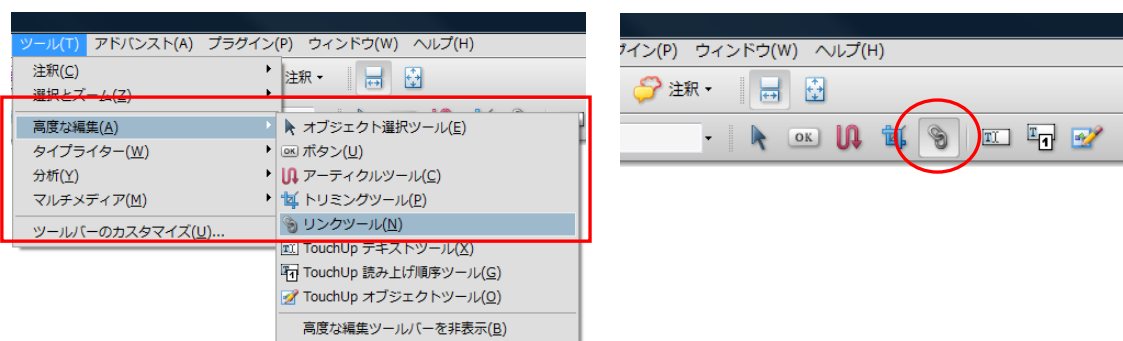 ツール(T) アドバンスト(A) プラグイン(P) ウィンドウ(W) ヘルプ(H)
注釈(C)
注釈
選択とズーム(Z)
高度な編集(A)
タイプライター(W)
分析(Y)
マルチメディア(M)
ツールバーのカスタマイズ(U)...
オブジェクト選択ツール(E)
OK ボタン(U)
アーティクルツール(C)
トリミングツール(P)
リンクツール(N)
TouchUp テキストツール(X)
TouchUp 読み上げ順序ツール(G)
TouchUp オブジェクトツール(O)
高度な編集ツールバーを非表示(B)
グイン(P) ウィンドウ(W) ヘルプ(H)
注釈
OK